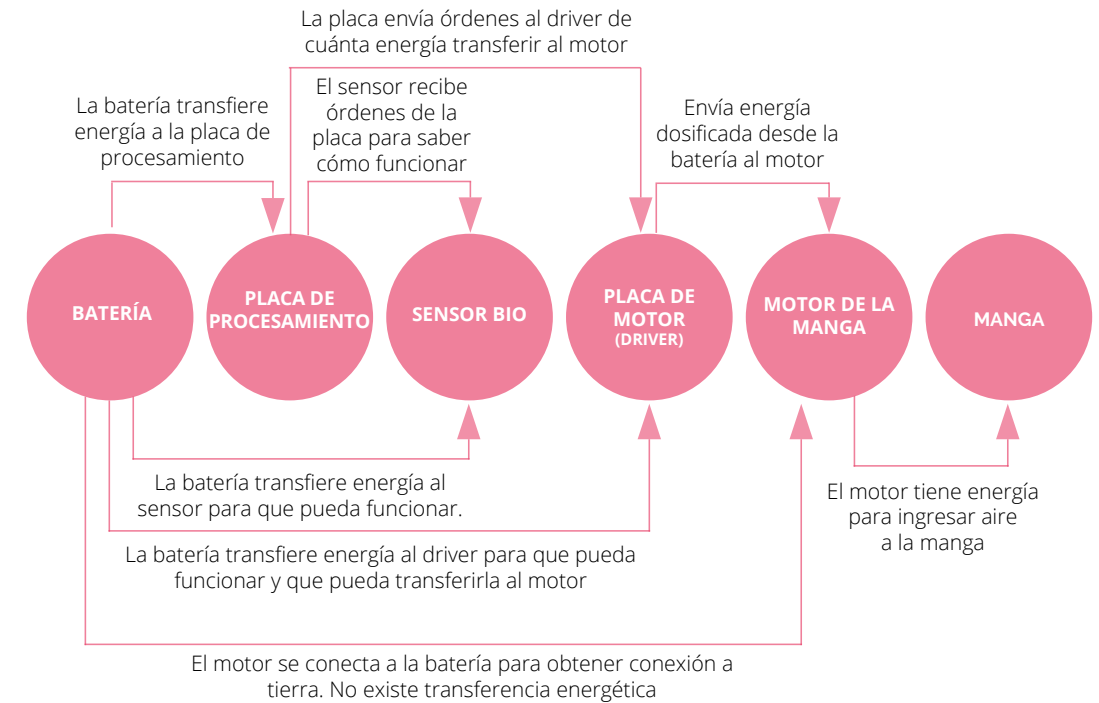 La placa envía órdenes al driver de
cuánta energía transferir al motor
El sensor recibe
órdenes de la
placa para saber
cómo funcionar
La batería transfiere
energía a la placa de
procesamiento
Envía energía
dosificada desde la
batería al motor
BATERÍA
PLACA DE
PROCESAMIENTO
SENSOR BIO
PLACA DE
MOTOR
(DRIVER)
MOTOR DE LA
MANGA
MANGA
La batería transfiere energía al
sensor para que pueda funcionar.
La batería transfiere energía al driver para que pueda
funcionar y que pueda transferirla al motor
El motor tiene energía
para ingresar aire
a la manga
El motor se conecta a la batería para obtener conexión a
tierra. No existe transferencia energética